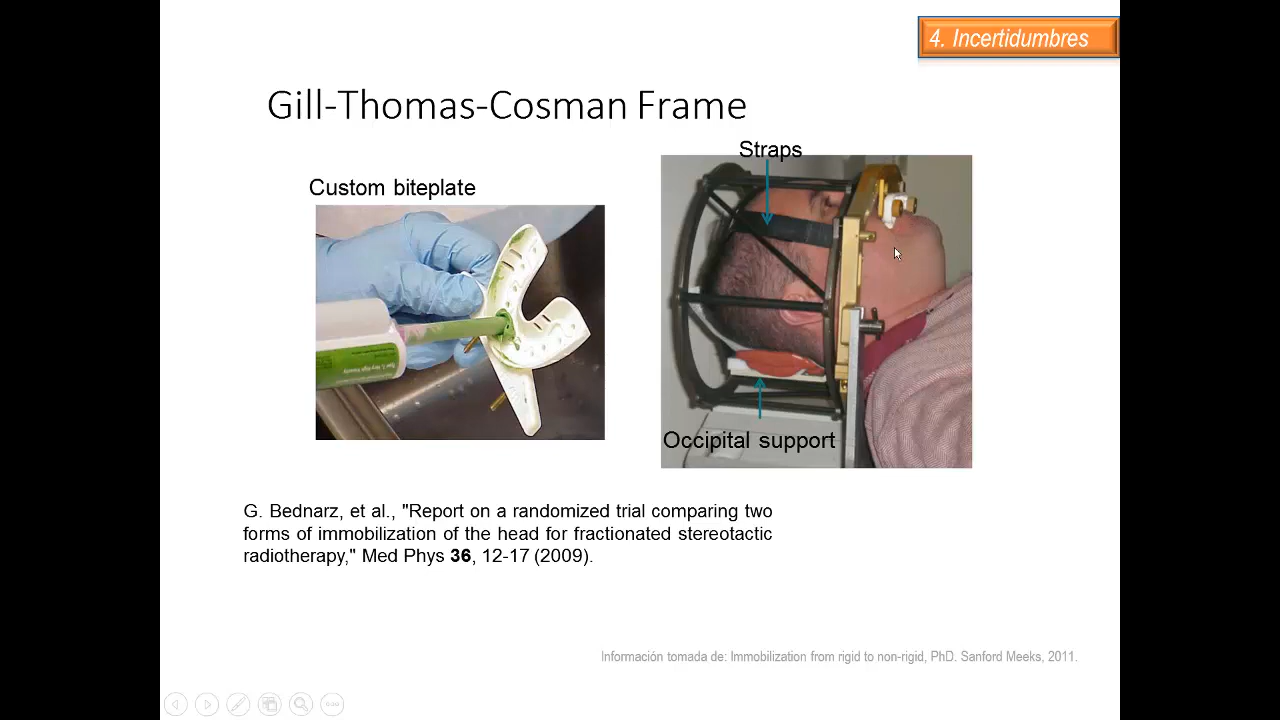 4. Incertidumbres
Gill-Thomas-Cosman Frame
Straps
Custom biteplate
Occipital support
G. Bednarz, et al., "Report on a randomized trial comparing two
forms of immobilization of the head for fractionated stereotactic
radiotherapy," Med Phys 36, 12-17 (2009).
Información tomada de: Immobilization from rigid to non-rigid, PhD. Sanford Meeks, 2011.